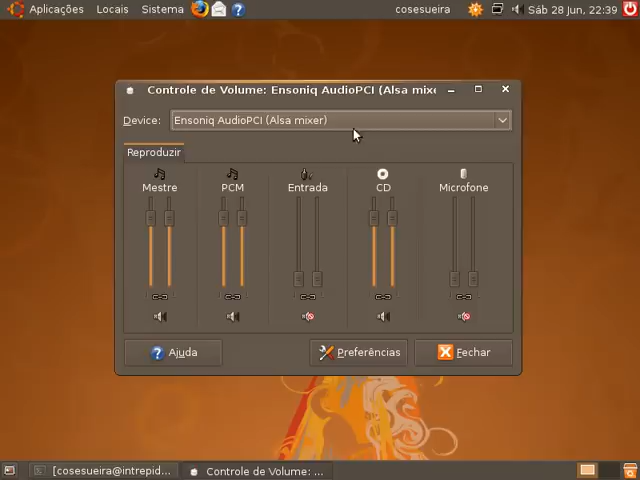 Aplicações Locais Sistema cosesueira Sáb 28 Jun, 22:39
Controle de Volume: Ensoniq AudioPCI (Alsa mixe
Device: Ensoniq AudioPCI (Alsa mixer)
Reproduzir
Mestre PCM Entrada CD Microfone
Ajuda Preferências Fechar
[cosesueira@intrepid... Controle de Volume: ...